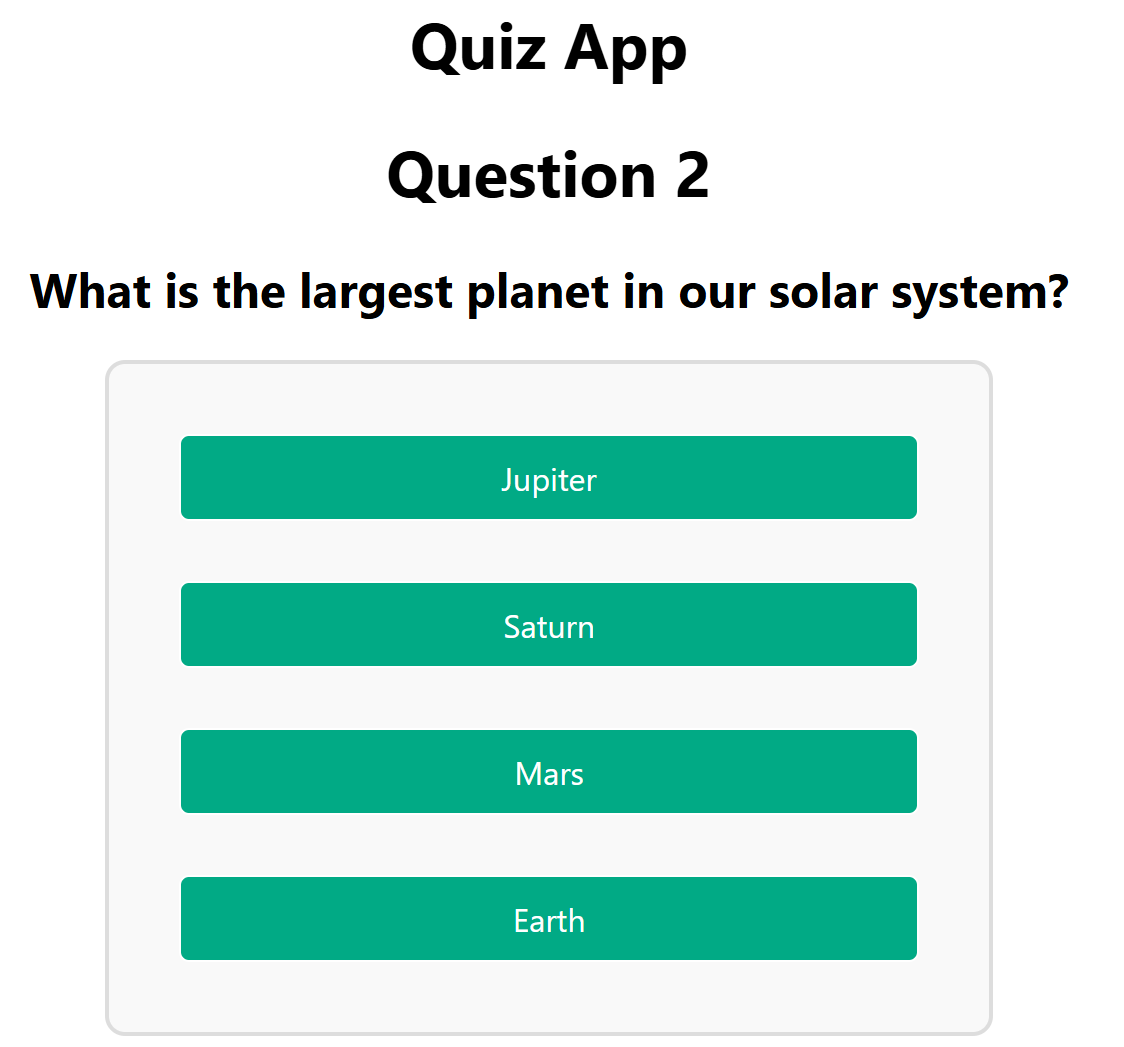 Quiz App
Question 2
What is the largest planet in our solar system?
Jupiter
Saturn
Mars
Earth